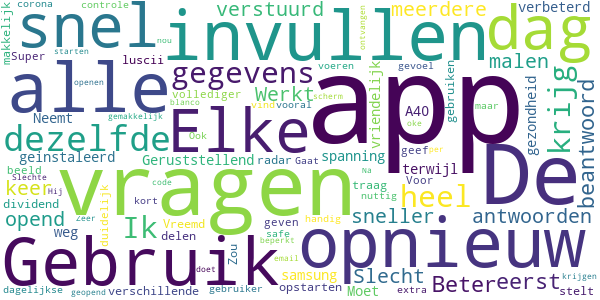 corona controle
makkelijk Super snel invullen verstuurd meerdere dag verbeterd
luscii starten alle gegevens voeren malen krijg ontvangen nou
openen vollediger Werkt vriendelijk gevoel gebruiken
blanco vind vooral scherm maar A40 gezondheid beantwoord
dezelfde Elke app De
gemakkelijk Ook oke geef
Neemt geïnstaleerd Geruststellend spanning terwijl
beeld keer radar Gaat Voor nuttig
Slechte vragen traag per
dividend opend Ik sneller antwoorden
Hij code Na
weg duidelijk Zeer Vreemd geven handig
kort delen safe Zou opnieuw
Gebruik email Slecht Beter eerst
heel beperkt
dagelijkse verschillende samsung Moet extra stelt krijgen
geopend doet gebruiker opstarten